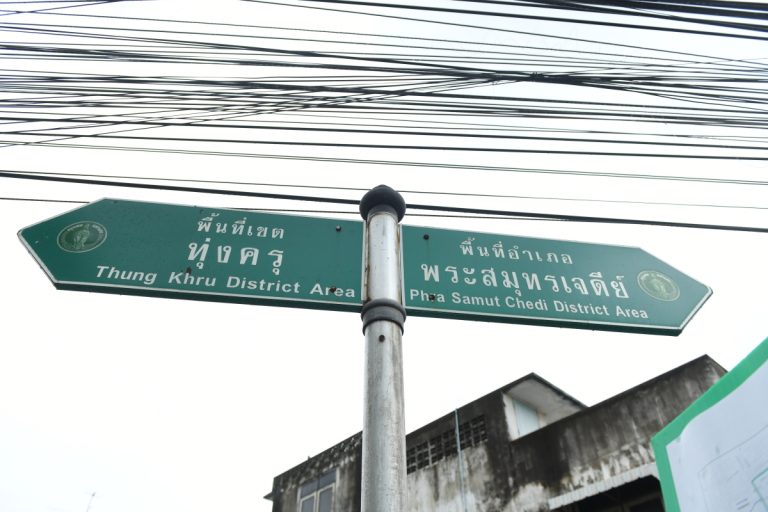 พื้นที่เขต
ทุ่งครุ
Thung Khru District Area
พื้นที่อำเภอ
พระสมุทรเจดีย์
Phra Samut Chedi District Area